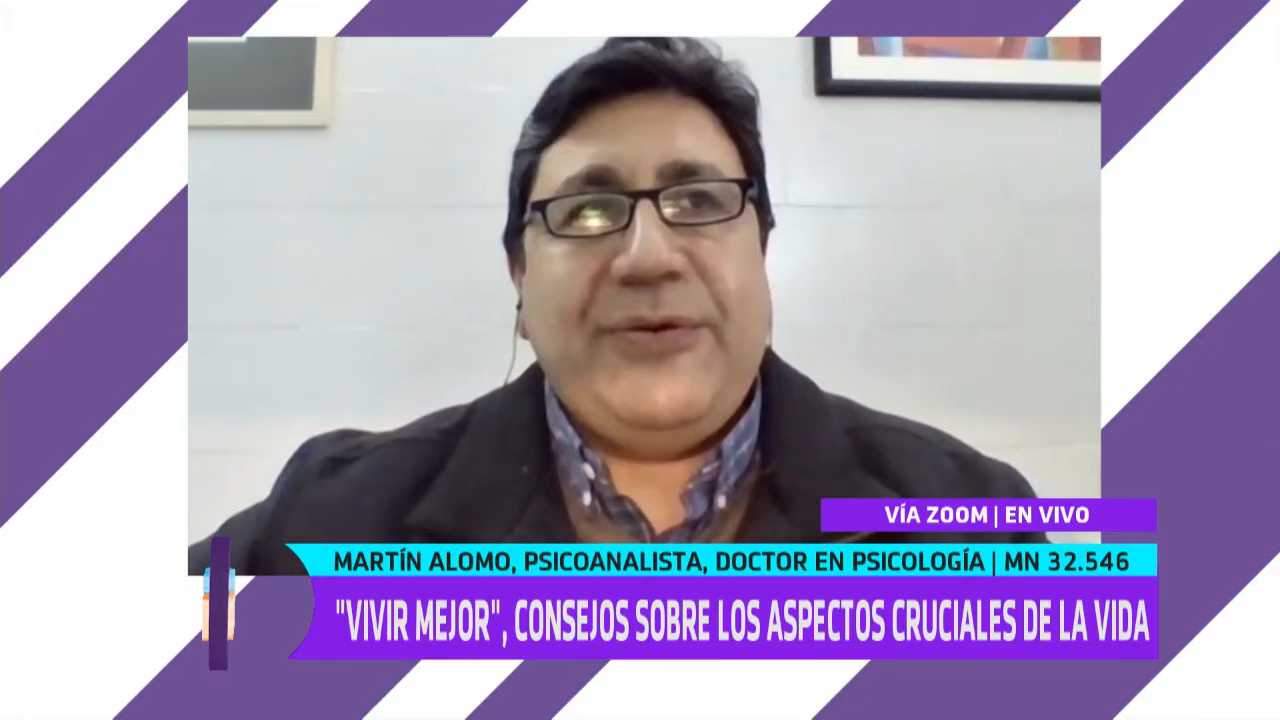 VÍA ZOOM | EN VIVO
MARTÍN ALOMO, PSICOANALISTA, DOCTOR EN PSICOLOGÍA | MN 32.546
"VIVIR MEJOR", CONSEJOS SOBRE LOS ASPECTOS CRUCIALES DE LA VIDA